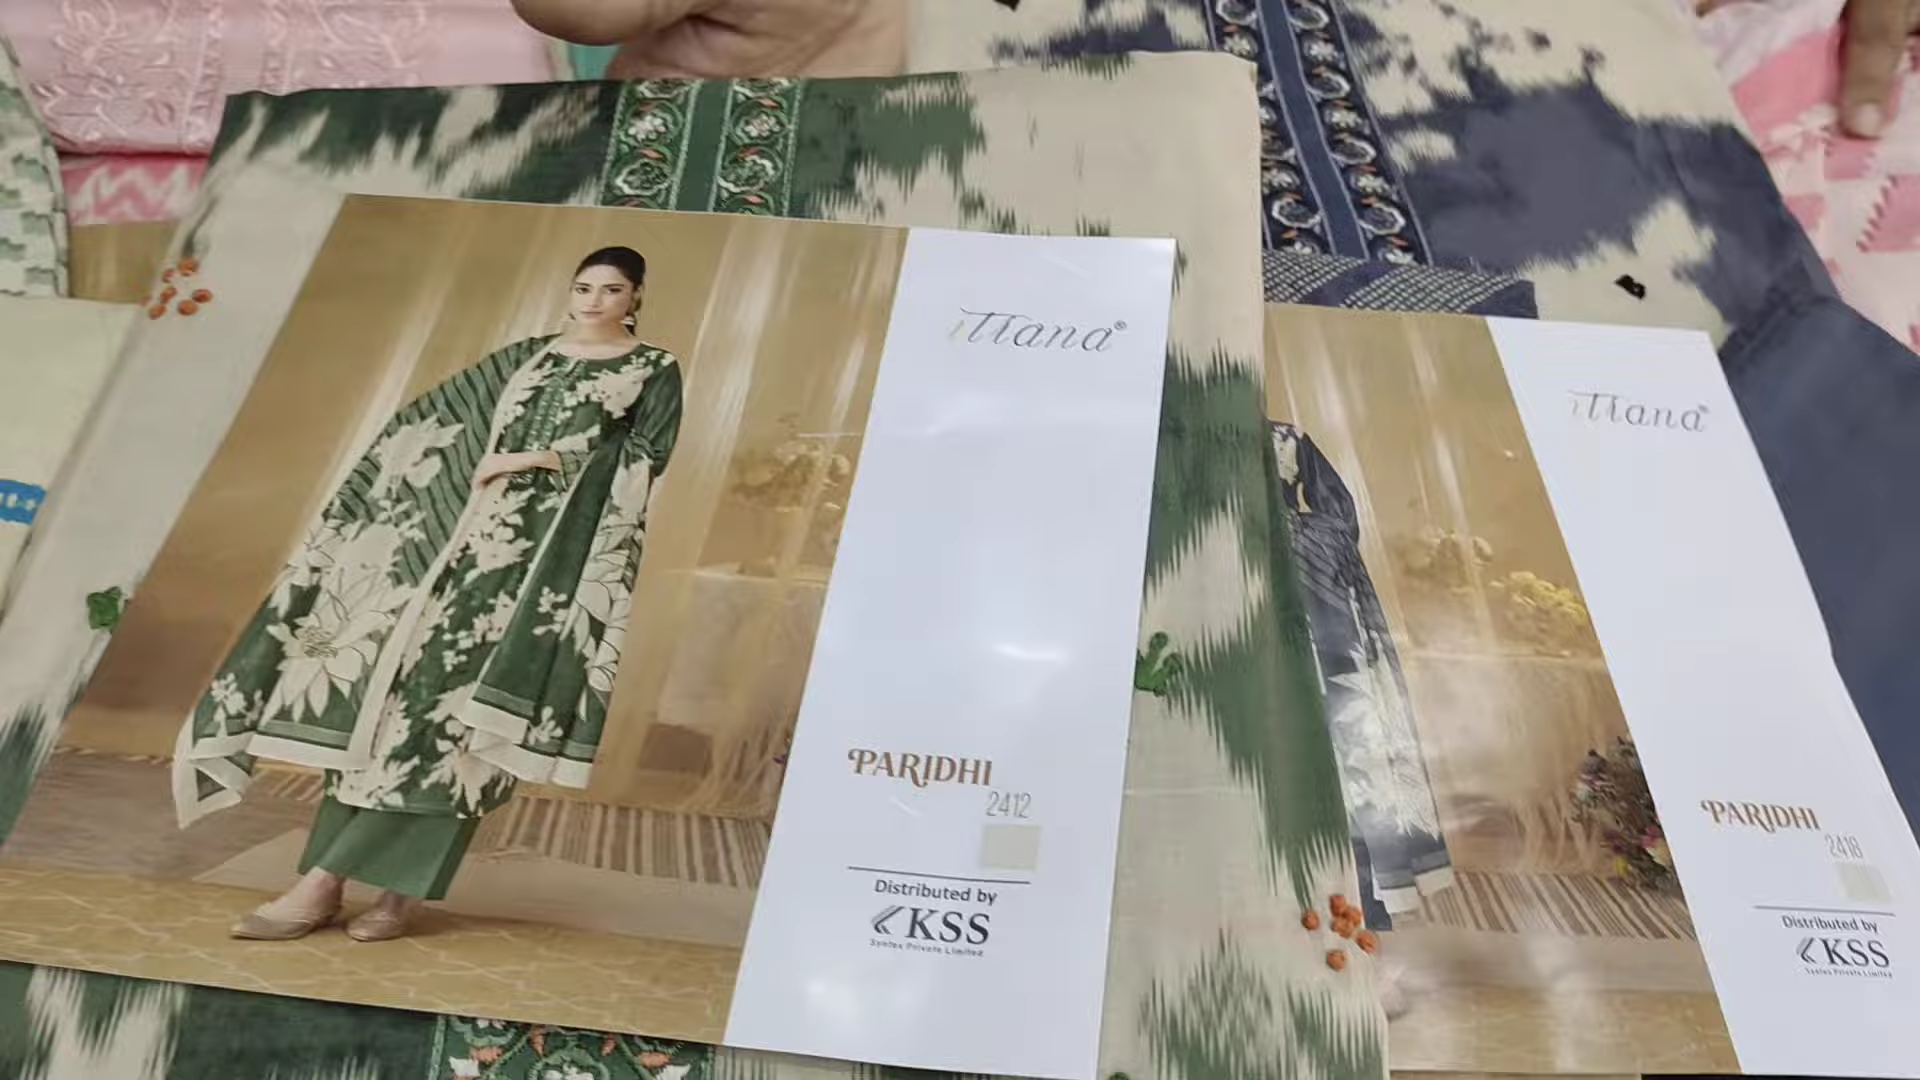 iTrana®
PARIDHI
2412
Distributed by
KSS
Syntex Private Limited
iTrana®
PARIDHI
2418
Distributed by
KSS
Syntex Private Limited